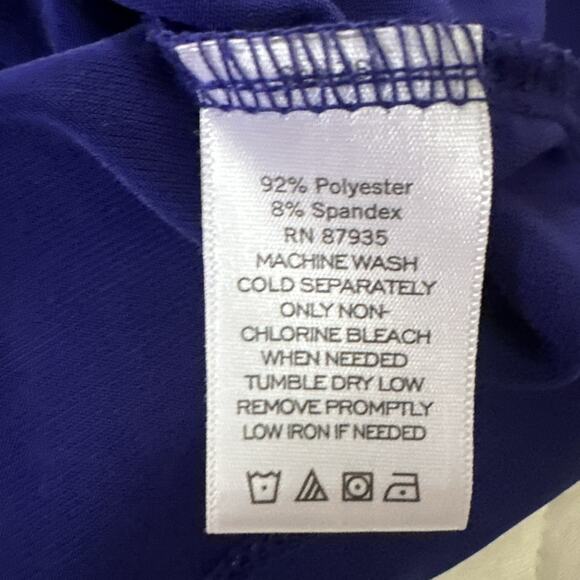 92% Polyester
8% Spandex
RN 87935
MACHINE WASH
COLD SEPARATELY
ONLY NON-
CHLORINE BLEACH
WHEN NEEDED
TUMBLE DRY LOW
REMOVE PROMPTLY
LOW IRON IF NEEDED